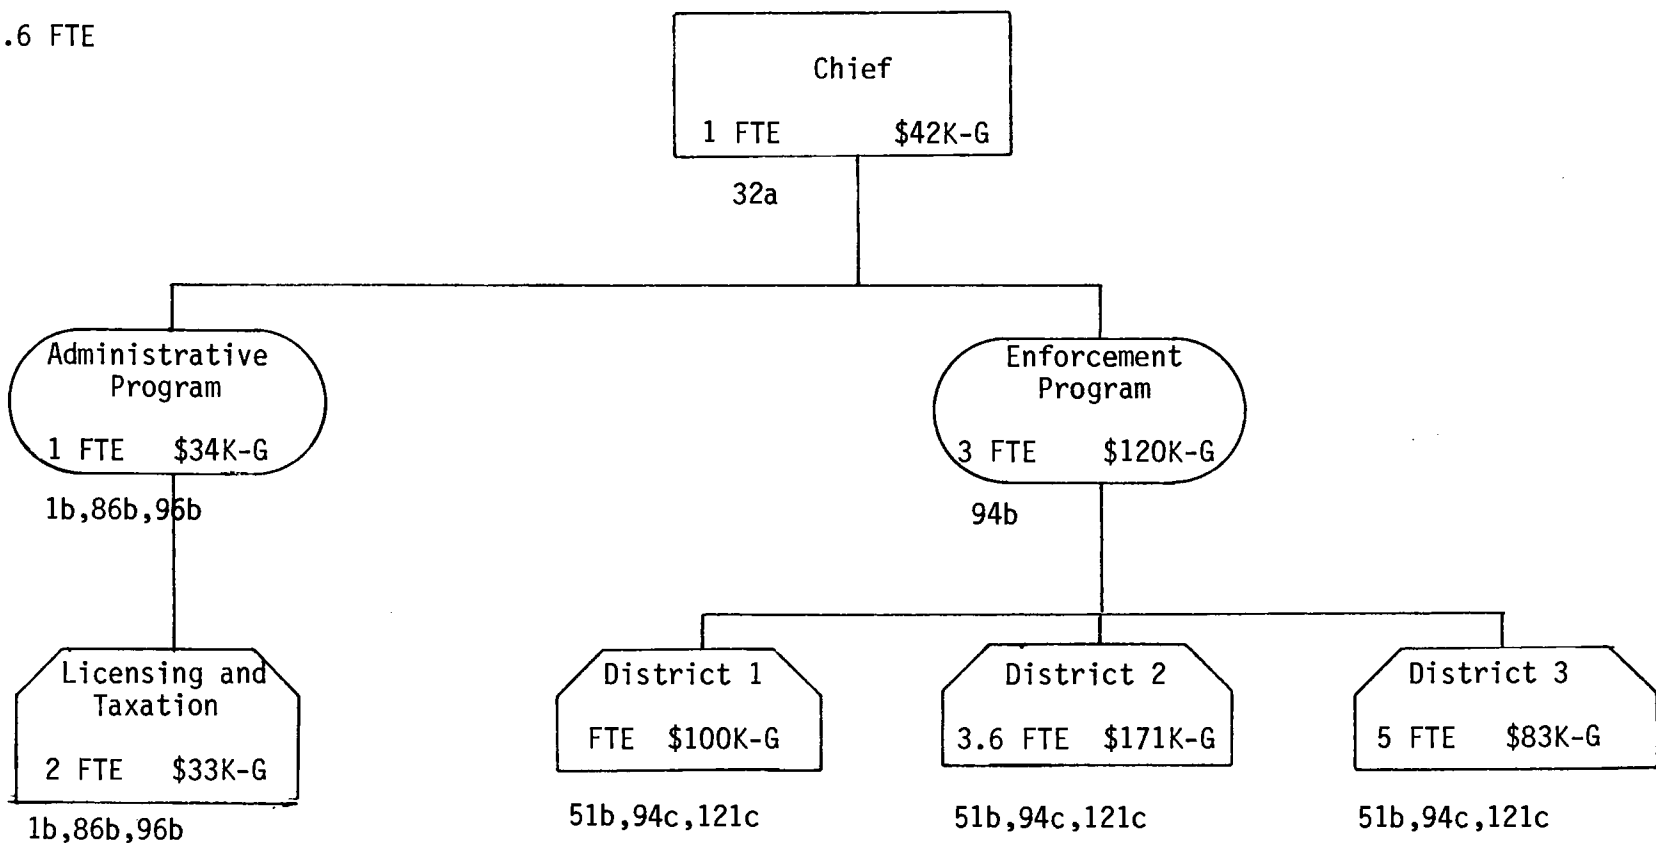 .6 FTE
Chief
1 FTE $42K-G
32a
Administrative
Program
1 FTE $34K-G
1b,86b,96b
Enforcement
Program
3 FTE $120K-G
94b
Licensing and
Taxation
2 FTE $33K-G
1b,86b,96b
District 1
FTE $100K-G
51b,94c,121c
District 2
3.6 FTE $171K-G
51b,94c,121c
District 3
5 FTE $83K-G
51b,94c,121c